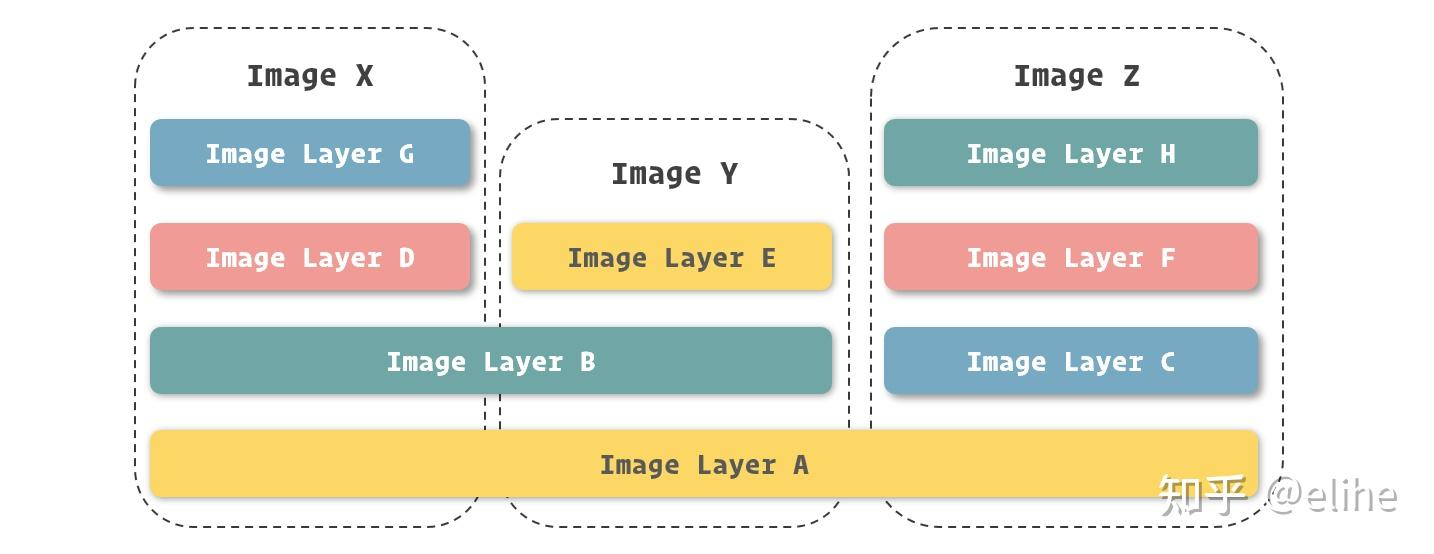 Image X
Image Z
Image Layer G
Image Y
Image Layer H
Image Layer D
Image Layer E
Image Layer F
Image Layer B
Image Layer C
Image Layer A
知乎 @elihe